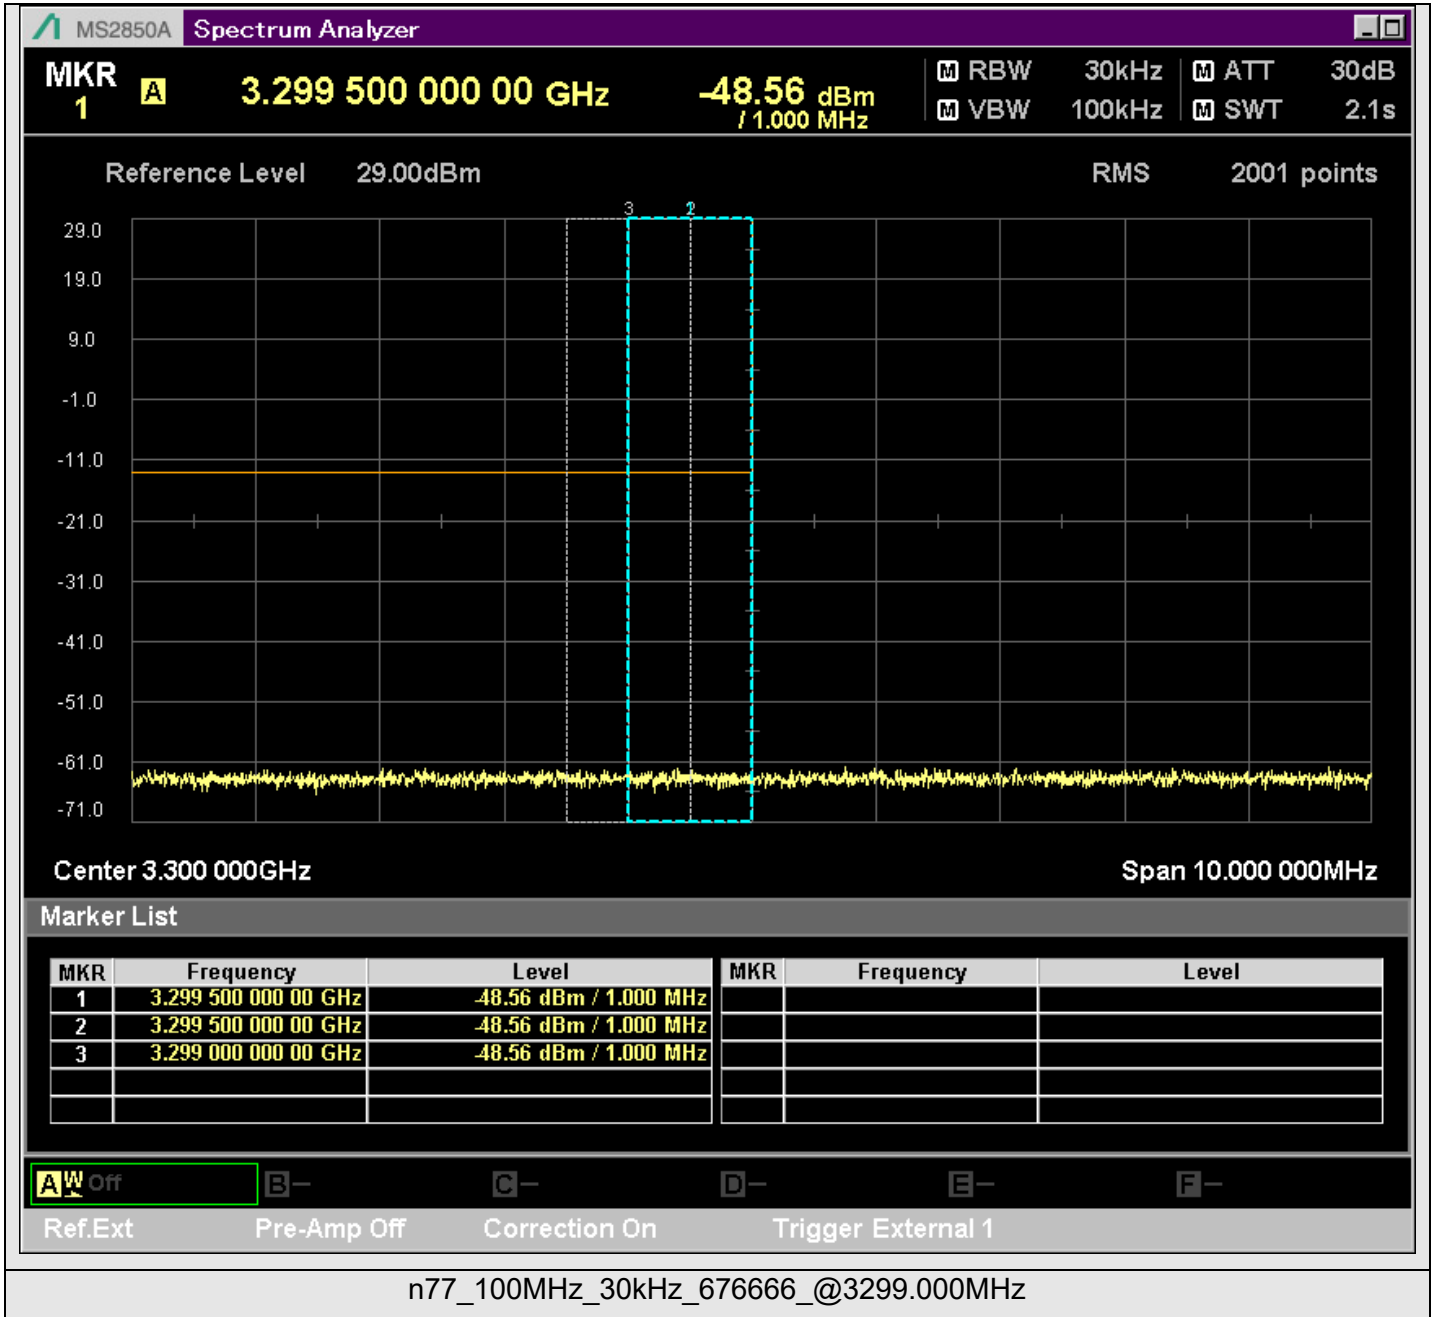 MS2850A Spectrum Analyzer
MKR 1 A 3.299 500 000 00 GHz -48.56 dBm / 1.000 MHz
M RBW 30kHz M ATT 30dB
M VBW 100kHz M SWT 2.1s
Reference Level 29.00dBm RMS 2001 points
3 2
29.0
19.0
9.0
-1.0
-11.0
-21.0
-31.0
-41.0
-51.0
-61.0
-71.0
Center 3.300 000GHz Span 10.000 000MHz
Marker List
MKR Frequency Level MKR Frequency Level
1 3.299 500 000 00 GHz -48.56 dBm / 1.000 MHz
2 3.299 500 000 00 GHz -48.56 dBm / 1.000 MHz
3 3.299 000 000 00 GHz -48.56 dBm / 1.000 MHz
A W Off B - C - D - E - F -
Ref.Ext Pre-Amp Off Correction On Trigger External 1
n77_100MHz_30kHz_676666_@3299.000MHz